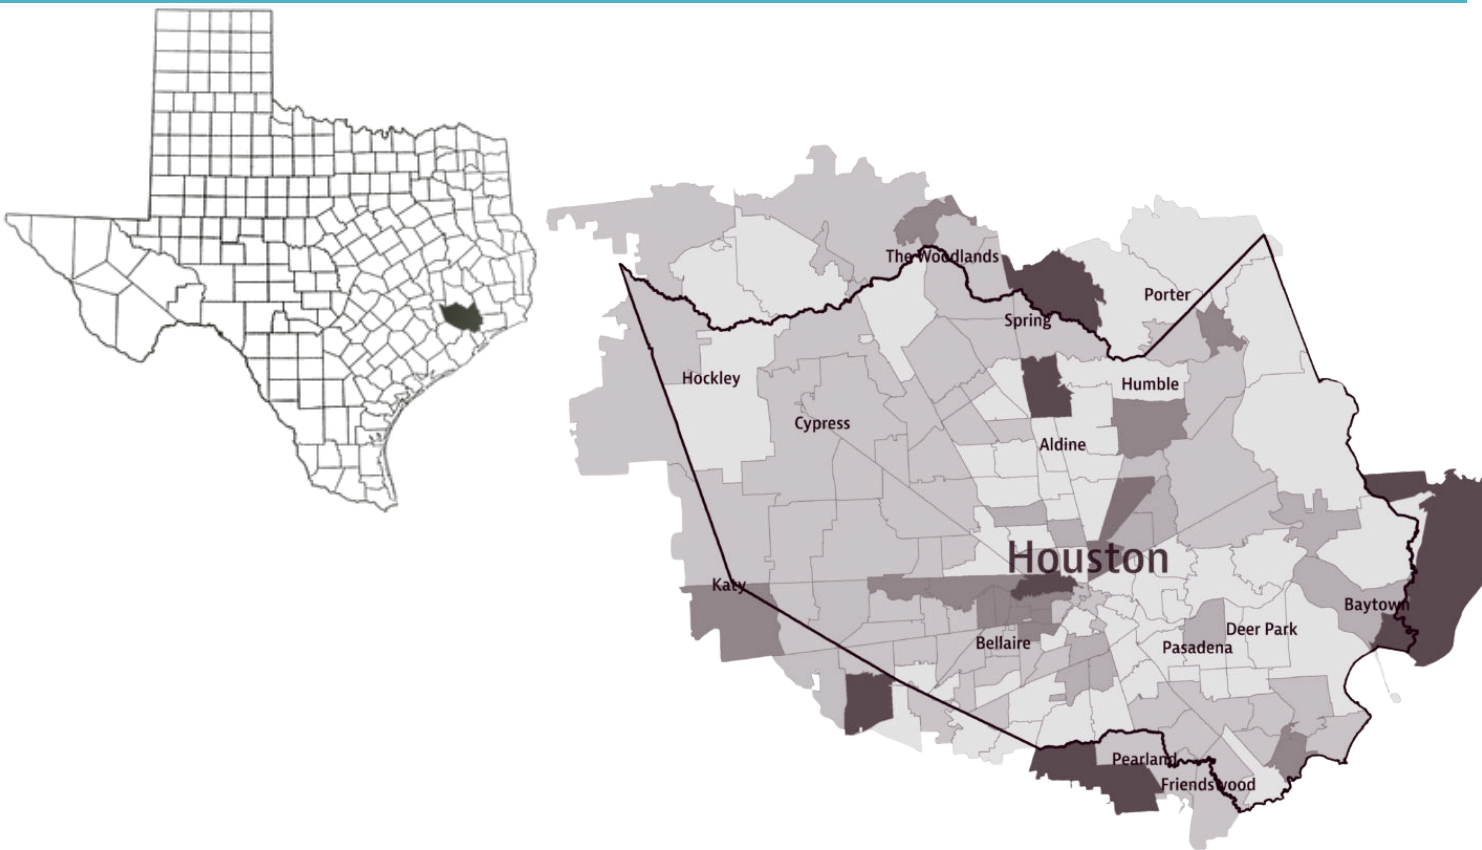 The Woodlands
Porter
Spring
Hockley
Humble
Cypress
Aldine
Houston
Katy
Baytown
Deer Park
Bellaire
Pasadena
Pearland
Friendswood